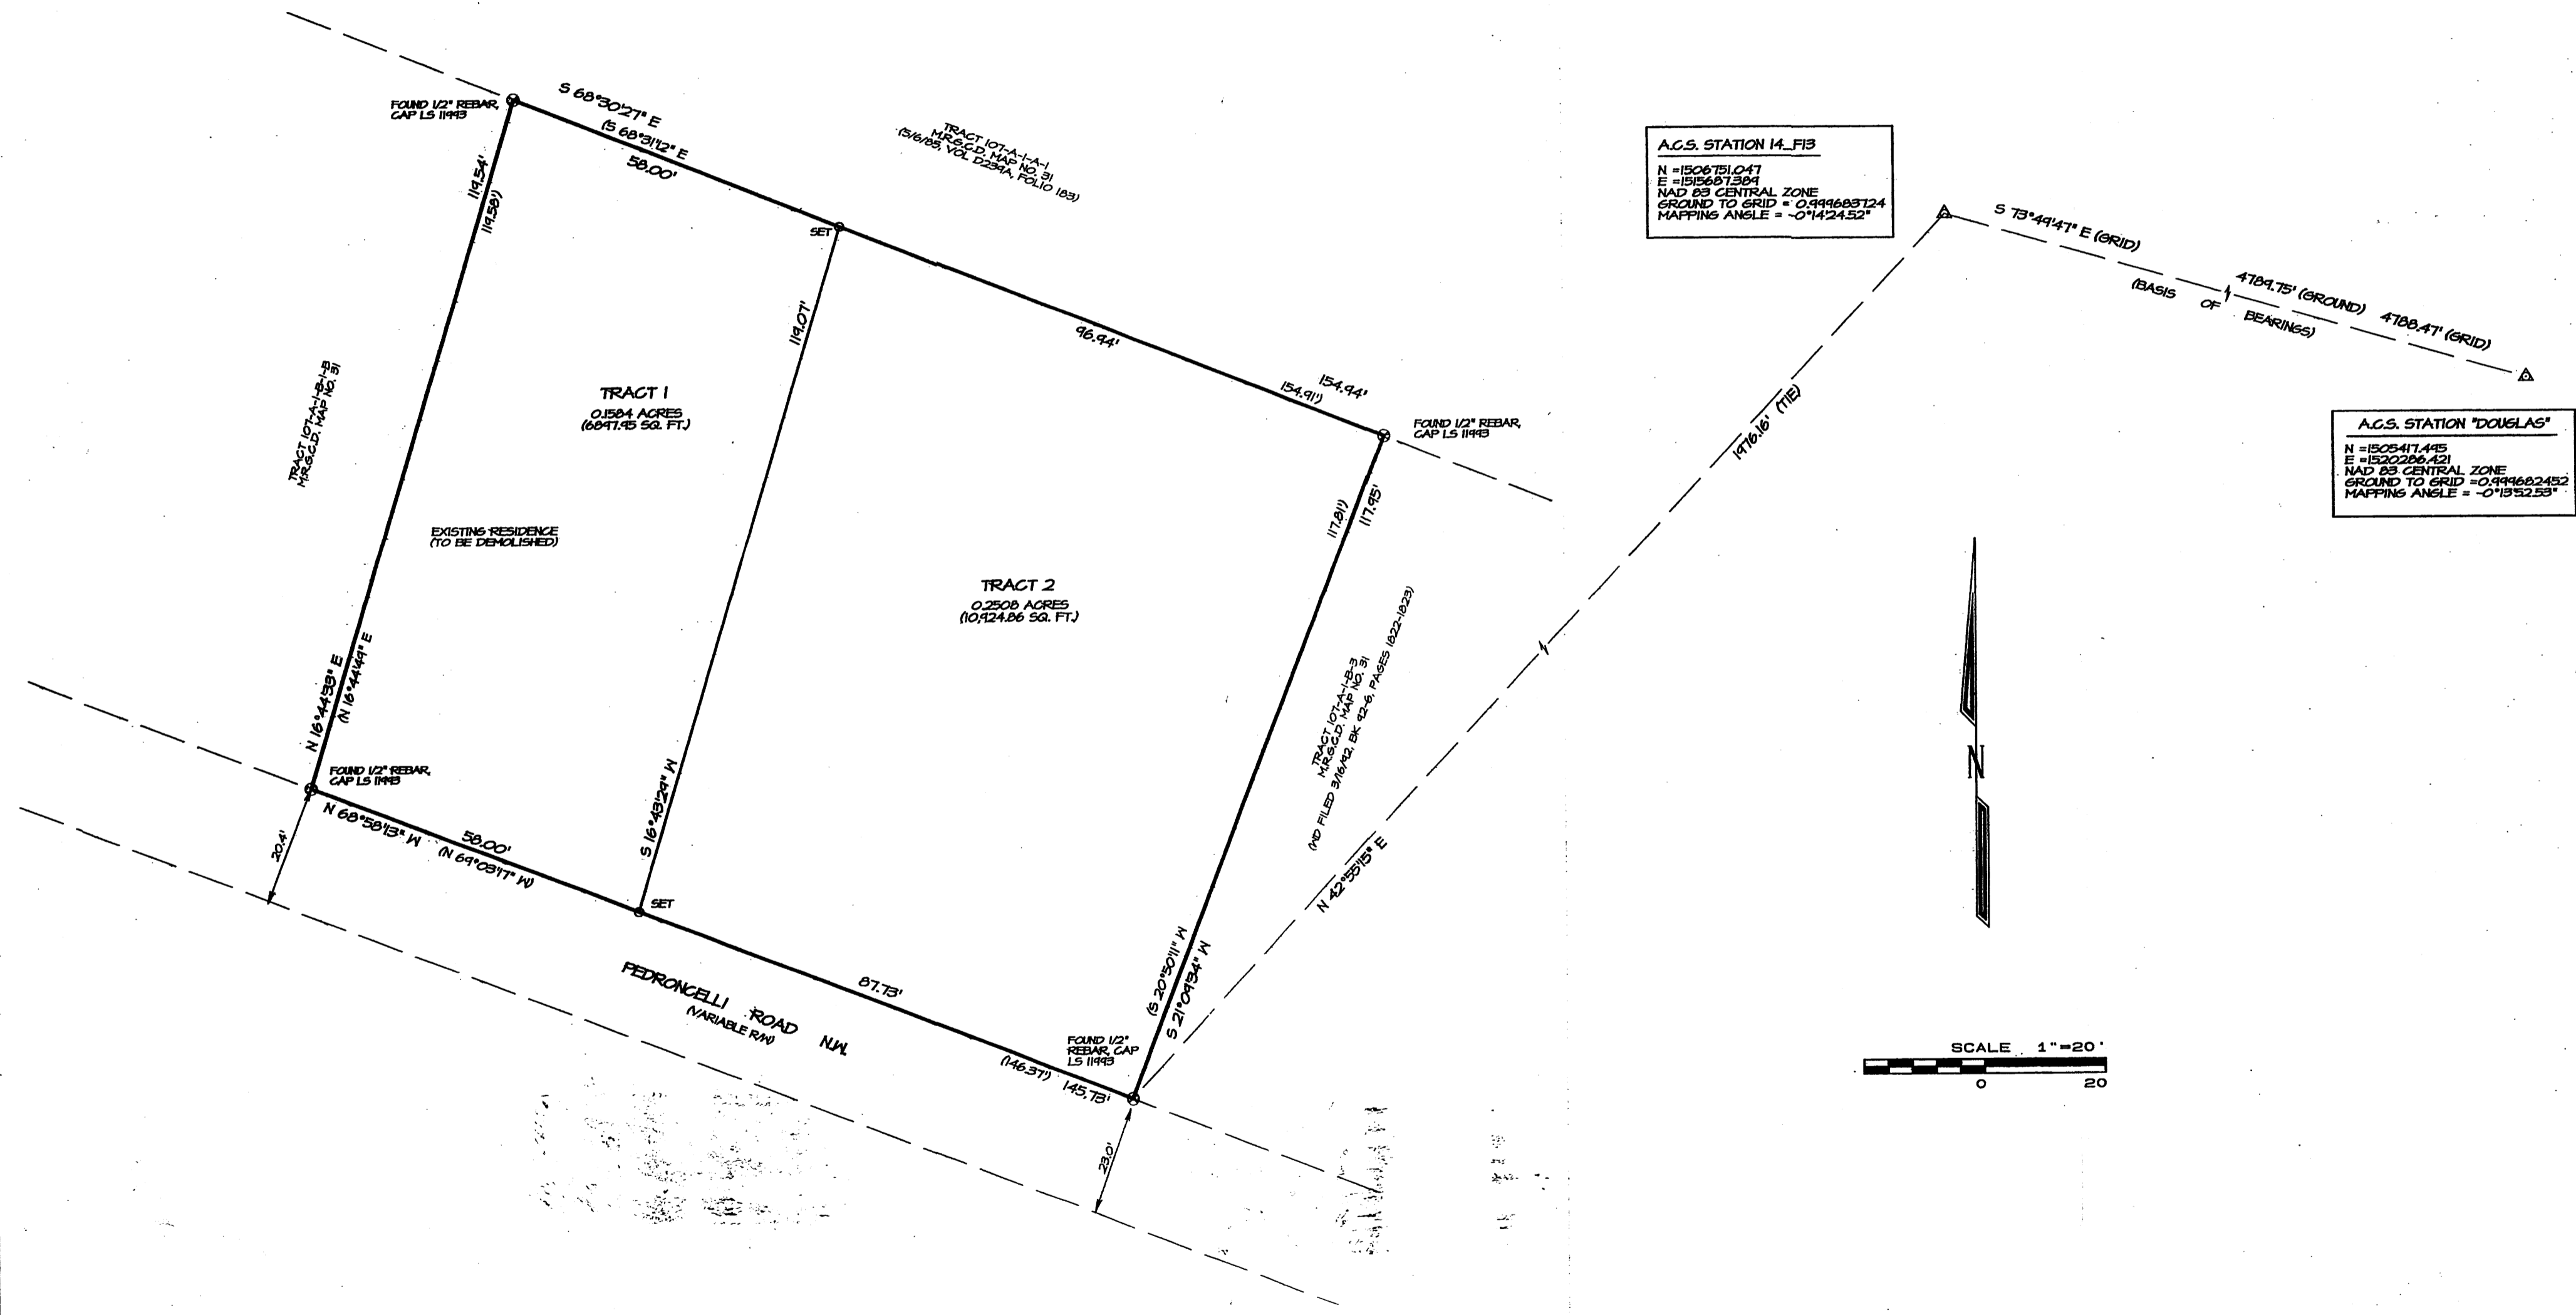 S 68°30'27" E
(S 68°31'12" E
58.00'
FOUND 1/2" REBAR,
CAP LS 11993
TRACT 107-A-1-A-1
M.R.G.C.D. MAP NO. 31
(5/6/85, VOL D239A, FOLIO 183)
119.54'
(119.58')
SET
119.07'
96.94'
154.94'
154.91')
FOUND 1/2" REBAR,
CAP LS 11993
TRACT 107-A-1-B-1-B
M.R.G.C.D. MAP NO. 31
TRACT 1
0.1584 ACRES
(6897.95 SQ. FT.)
EXISTING RESIDENCE
(TO BE DEMOLISHED)
TRACT 2
0.2508 ACRES
(10,924.86 SQ. FT.)
117.81')
117.95'
N 16°44'33" E
(N 16°44'49" E
FOUND 1/2" REBAR,
CAP LS 11993
N 68°58'13" W
58.00'
(N 69°03'17" W)
20.4'
S 16°43'29" W
SET
TRACT 107-A-1-B-3
M.R.G.C.D. MAP NO. 31
(WD FILED 3/16/92, BK 92-6, PAGES 1822-1823)
(S 20°50'11" W
S 21°09'34" W
87.73'
PEDRONCELLI ROAD N.W.
(VARIABLE R/W)
FOUND 1/2"
REBAR, CAP
LS 11993
(146.37')
145.73'
23.0'
N 42°55'15" E
1976.16' (TIE)
A.C.S. STATION 14_F13
N =1506751.047
E =1515687.389
NAD 83 CENTRAL ZONE
GROUND TO GRID = 0.999683724
MAPPING ANGLE = -0°14'24.52"
S 73°49'47" E (GRID)
4789.75' (GROUND) 4788.47' (GRID)
(BASIS OF BEARINGS)
A.C.S. STATION "DOUGLAS"
N =1505417.495
E =1520286.421
NAD 83 CENTRAL ZONE
GROUND TO GRID =0.999682452
MAPPING ANGLE = -0°13'52.53"
N
SCALE 1"=20'
0 20